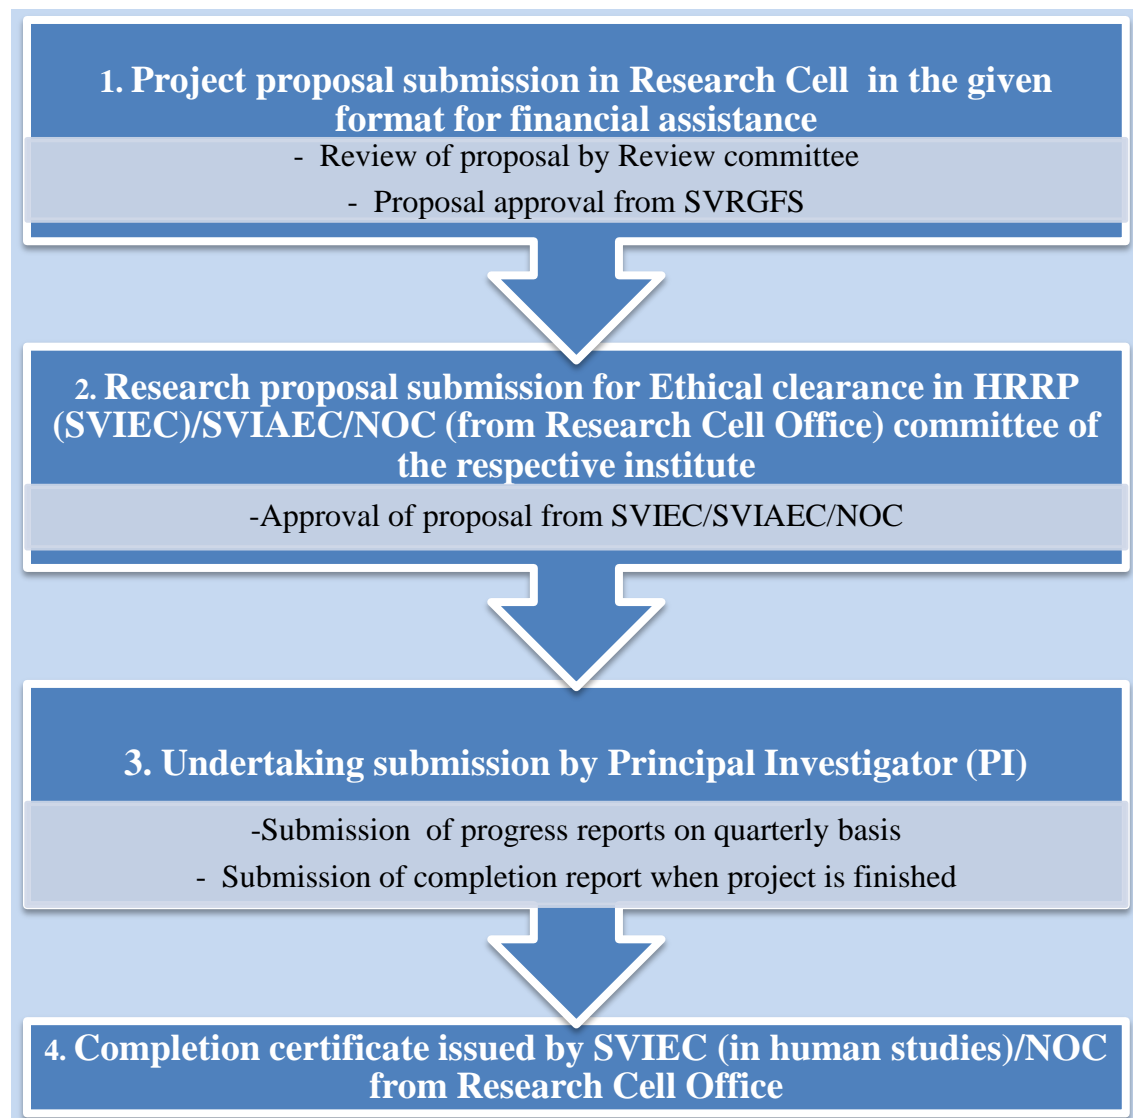 1. Project proposal submission in Research Cell in the given
format for financial assistance
- Review of proposal by Review committee
- Proposal approval from SVRGFS
2. Research proposal submission for Ethical clearance in HRRP
(SVIEC)/SVIAEC/NOC (from Research Cell Office) committee of
the respective institute
-Approval of proposal from SVIEC/SVIAEC/NOC
3. Undertaking submission by Principal Investigator (PI)
-Submission of progress reports on quarterly basis
- Submission of completion report when project is finished
4. Completion certificate issued by SVIEC (in human studies)/NOC
from Research Cell Office